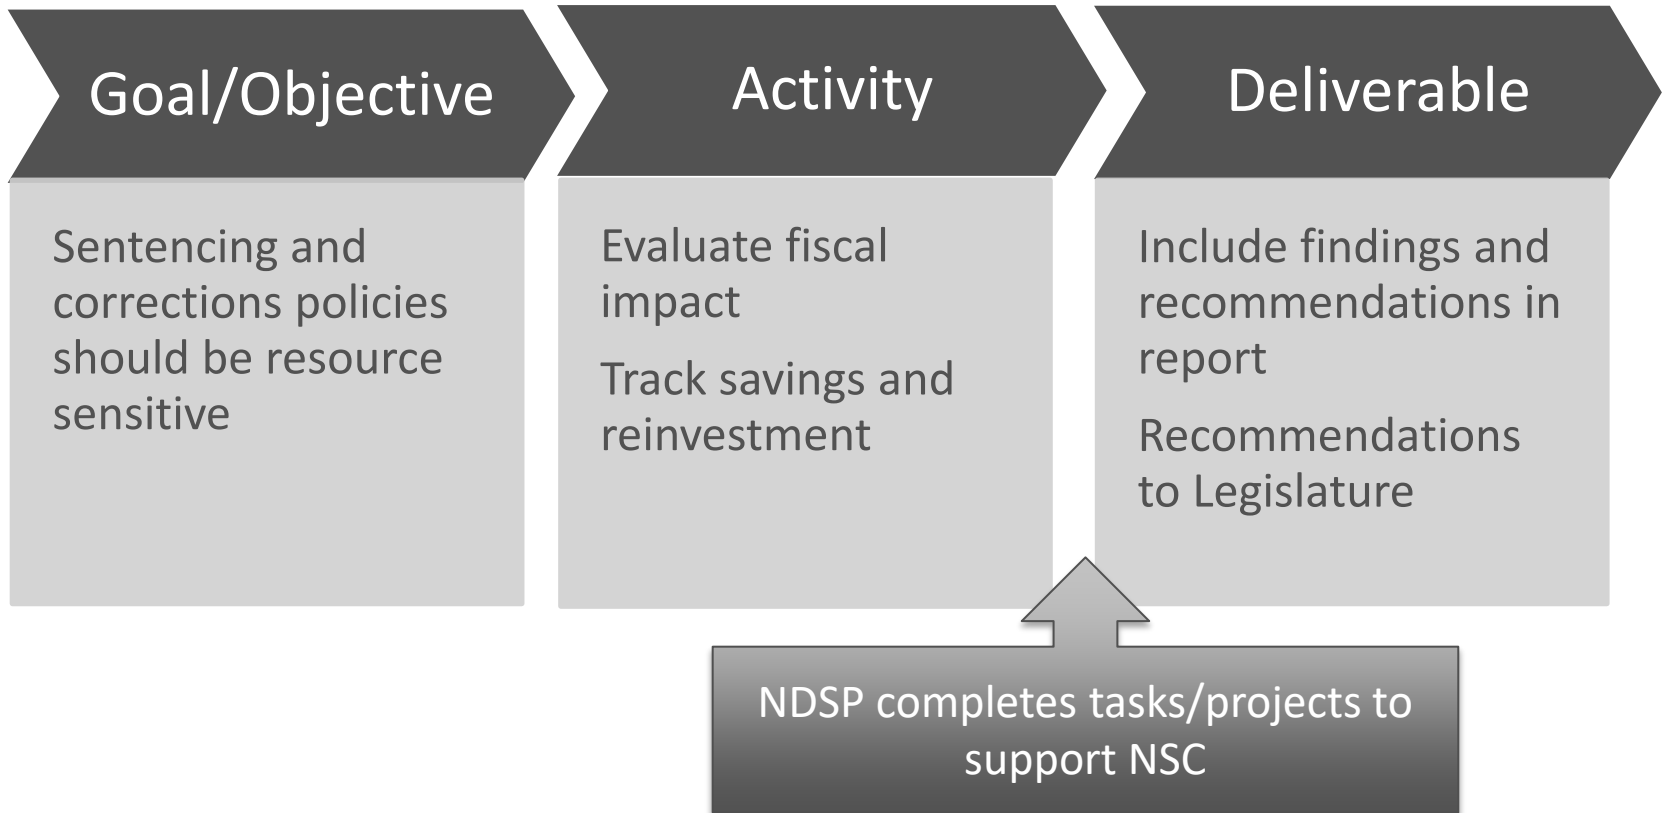 Goal/Objective
Sentencing and
corrections policies
should be resource
sensitive
Activity
Evaluate fiscal
impact
Track savings and
reinvestment
Deliverable
Include findings and
recommendations in
report
Recommendations
to Legislature
NDSP completes tasks/projects to
support NSC